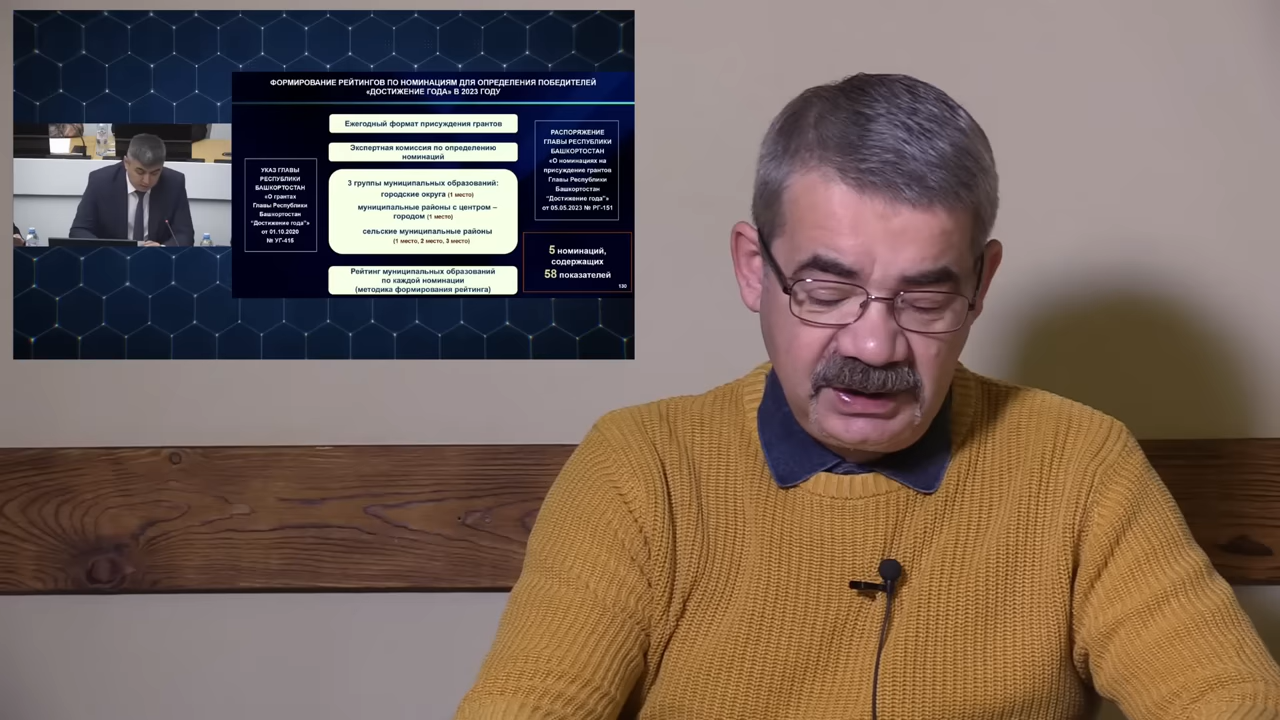 ФОРМИРОВАНИЕ РЕЙТИНГОВ ПО НОМИНАЦИЯМ ДЛЯ ОПРЕДЕЛЕНИЯ ПОБЕДИТЕЛЕЙ
«ДОСТИЖЕНИЕ ГОДА» В 2023 ГОДУ
УКАЗ ГЛАВЫ
РЕСПУБЛИКИ
БАШКОРТОСТАН
«О грантах
Главы Республики
Башкортостан
"Достижение года"»
от 01.10.2020
№ УГ-415
Ежегодный формат присуждения грантов
Экспертная комиссия по определению
номинаций
3 группы муниципальных образований:
городские округа (1 место)
муниципальные районы с центром –
городом (1 место)
сельские муниципальные районы
(1 место, 2 место, 3 место)
Рейтинг муниципальных образований
по каждой номинации
(методика формирования рейтинга)
РАСПОРЯЖЕНИЕ
ГЛАВЫ РЕСПУБЛИКИ
БАШКОРТОСТАН
«О номинациях на
присуждение грантов
Главы Республики
Башкортостан
"Достижение года"»
от 05.05.2023 № РГ-151
5 номинаций,
содержащих
58 показателей
130